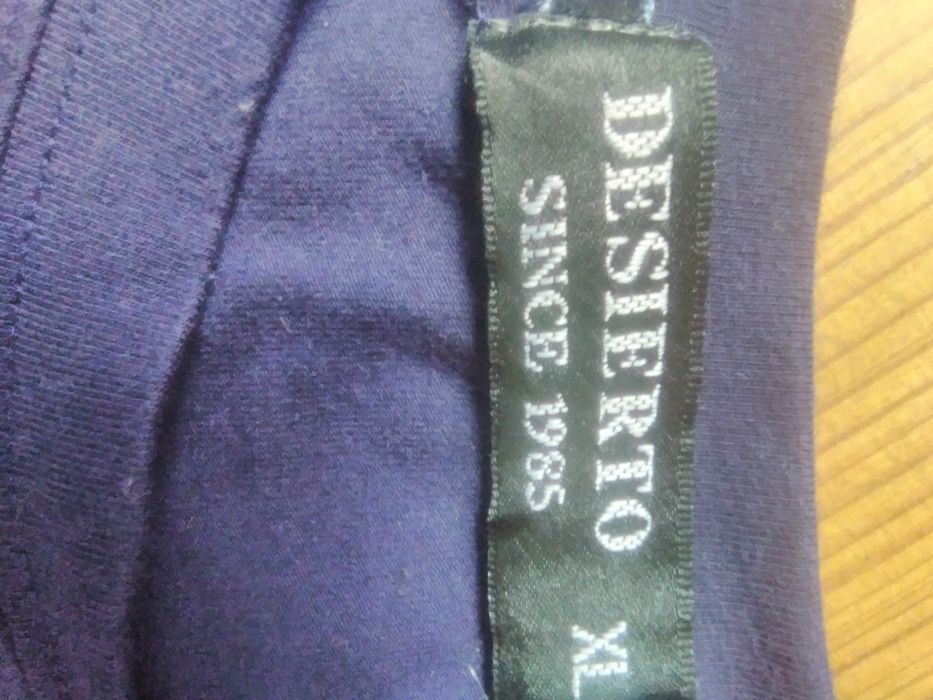 DESIERTO
SINCE 1985
XL